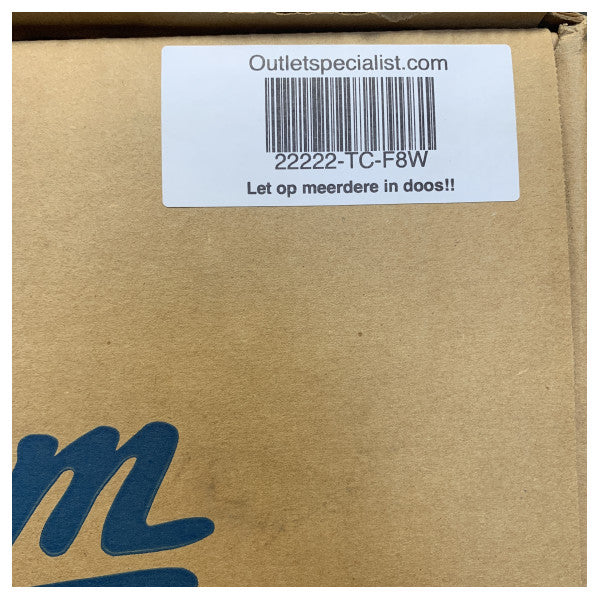 Outletspecialist.com
22222-TC-F8W
Let op meerdere in doos!!
m